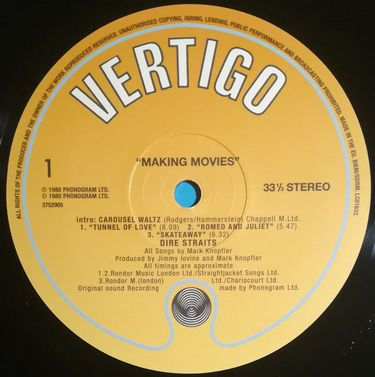 ALL RIGHTS OF THE PRODUCER AND THE OWNER OF THE WORK REPRODUCED RESERVED. UNAUTHORISED COPYING, HIRING, LENDING, PUBLIC PERFORMANCE AND BROADCASTING PROHIBITED. MADE IN THE EU. BIEM/SDRM. LC01633.
VERTIGO
"MAKING MOVIES"
1
33⅓ STEREO
℗ 1980 PHONOGRAM LTD.
© 1980 PHONOGRAM LTD.
3752905
intro: CAROUSEL WALTZ (Rodgers/Hammerstein) Chappell M.Ltd.
1. "TUNNEL OF LOVE" (8.09) 2. "ROMEO AND JULIET" (5.47)
3. "SKATEAWAY" (6.32)
DIRE STRAITS
All Songs by Mark Knopfler
Produced by Jimmy Iovine and Mark Knopfler
All timings are approximate
1.2.Rondor Music London Ltd./Straightjacket Songs Ltd.
3.Rondor M.(london) Ltd./Chariscourt Ltd.
Original sound Recording made by Phonogram Ltd.